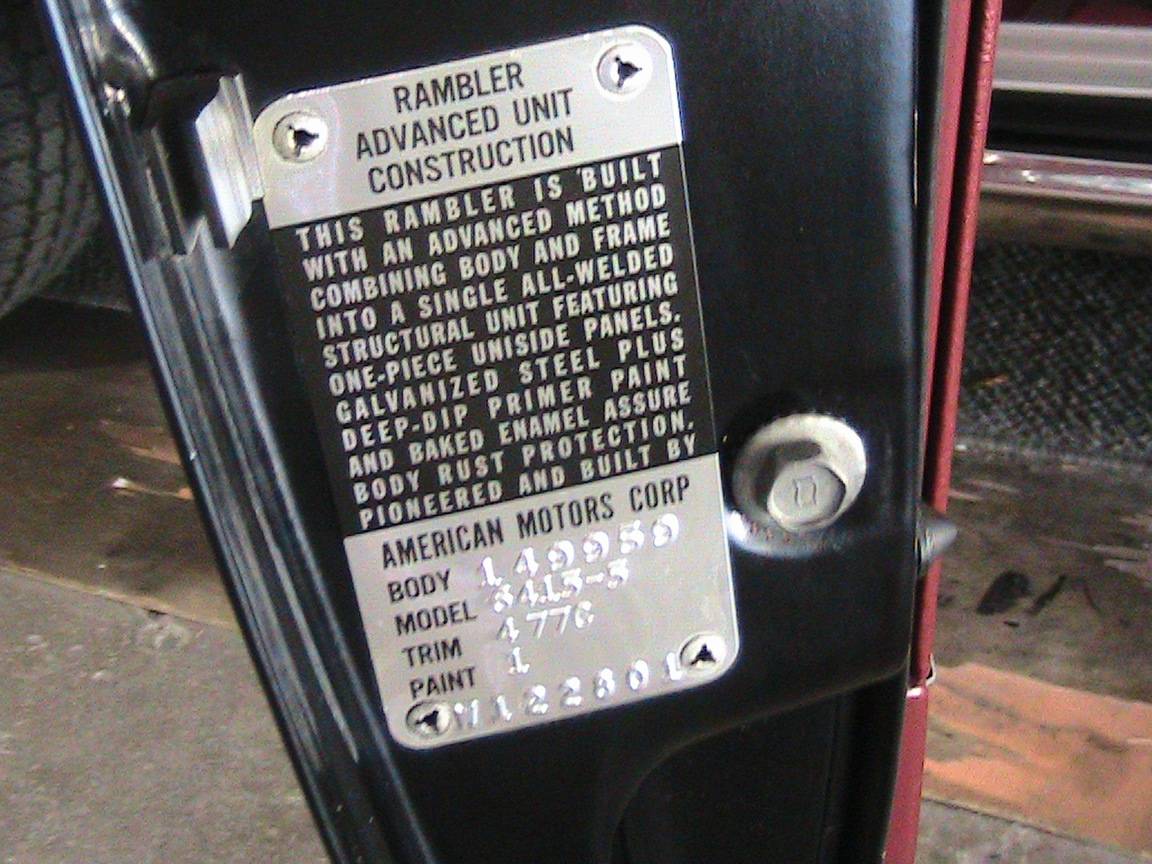 RAMBLER
ADVANCED UNIT
CONSTRUCTION
THIS RAMBLER IS BUILT
WITH AN ADVANCED METHOD
COMBINING BODY AND FRAME
INTO A SINGLE ALL-WELDED
STRUCTURAL UNIT FEATURING
ONE-PIECE UNISIDE PANELS.
GALVANIZED STEEL PLUS
DEEP-DIP PRIMER PAINT
AND BAKED ENAMEL ASSURE
BODY RUST PROTECTION.
PIONEERED AND BUILT BY
AMERICAN MOTORS CORP
BODY
MODEL
TRIM
PAINT 1